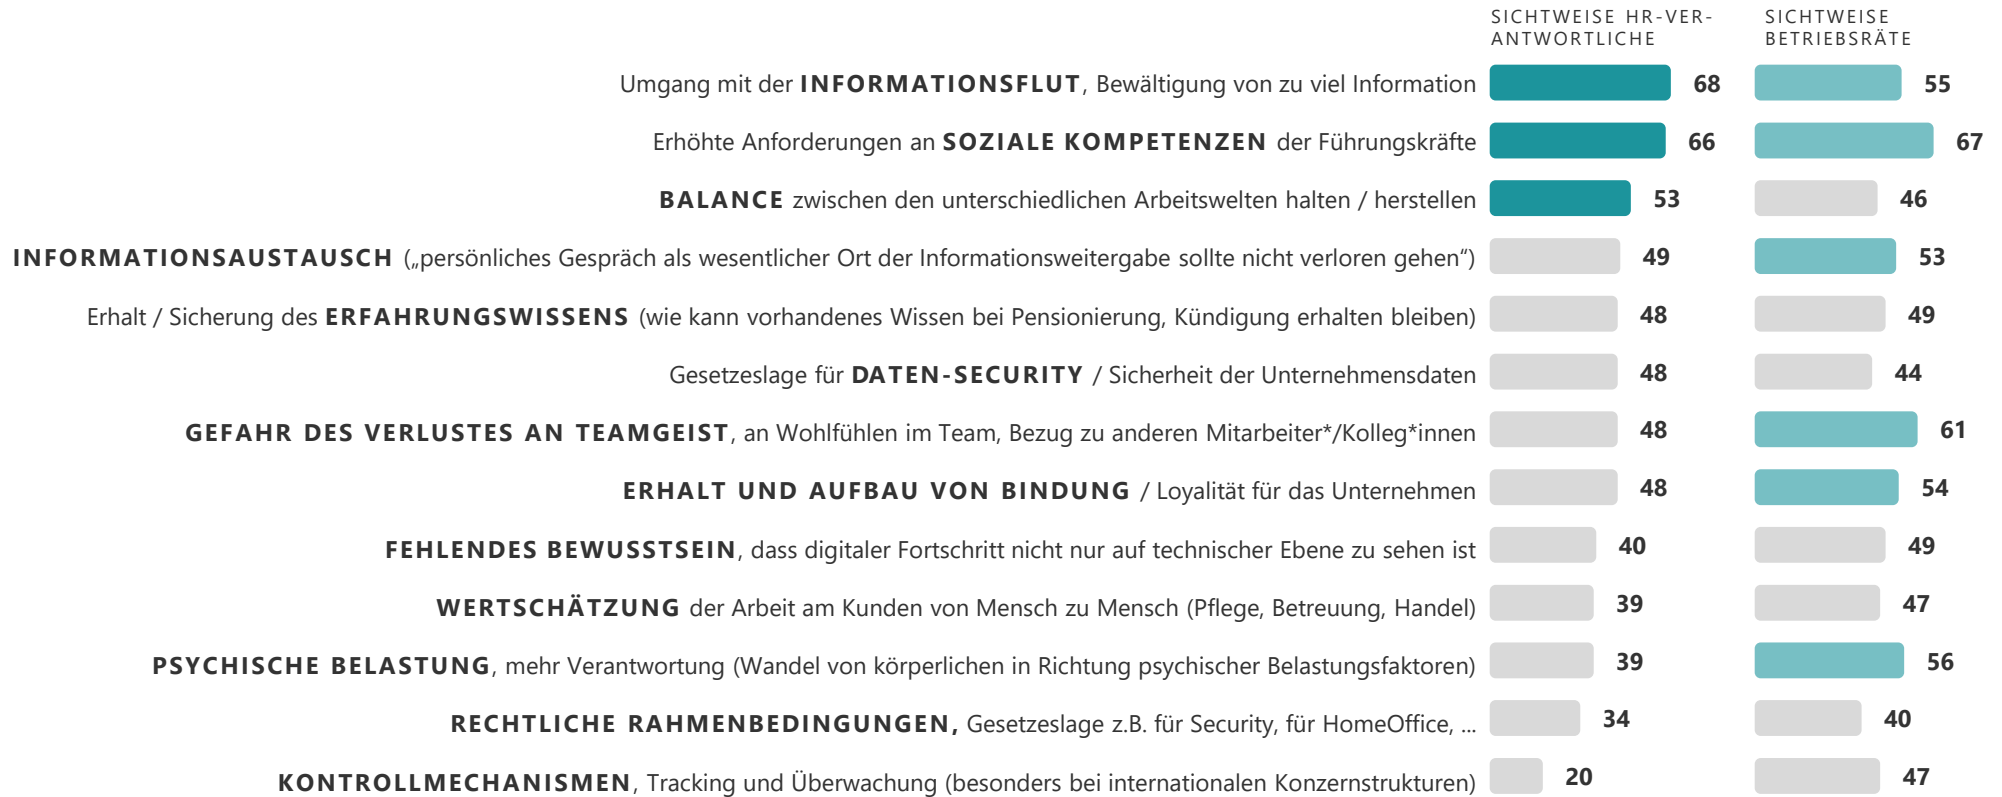 SICHTWEISE HR-VER-
ANTWORTLICHE
SICHTWEISE
BETRIEBSRÄTE
Umgang mit der INFORMATIONSFLUT, Bewältigung von zu viel Information 68 55
Erhöhte Anforderungen an SOZIALE KOMPETENZEN der Führungskräfte 66 67
BALANCE zwischen den unterschiedlichen Arbeitswelten halten / herstellen 53 46
INFORMATIONSAUSTAUSCH („persönliches Gespräch als wesentlicher Ort der Informationsweitergabe sollte nicht verloren gehen“) 49 53
Erhalt / Sicherung des ERFAHRUNGSWISSENS (wie kann vorhandenes Wissen bei Pensionierung, Kündigung erhalten bleiben) 48 49
Gesetzeslage für DATEN-SECURITY / Sicherheit der Unternehmensdaten 48 44
GEFAHR DES VERLUSTES AN TEAMGEIST, an Wohlfühlen im Team, Bezug zu anderen Mitarbeiter*/Kolleg*innen 48 61
ERHALT UND AUFBAU VON BINDUNG / Loyalität für das Unternehmen 48 54
FEHLENDES BEWUSSTSEIN, dass digitaler Fortschritt nicht nur auf technischer Ebene zu sehen ist 40 49
WERTSCHÄTZUNG der Arbeit am Kunden von Mensch zu Mensch (Pflege, Betreuung, Handel) 39 47
PSYCHISCHE BELASTUNG, mehr Verantwortung (Wandel von körperlichen in Richtung psychischer Belastungsfaktoren) 39 56
RECHTLICHE RAHMENBEDINGUNGEN, Gesetzeslage z.B. für Security, für HomeOffice, ... 34 40
KONTROLLMECHANISMEN, Tracking und Überwachung (besonders bei internationalen Konzernstrukturen) 20 47